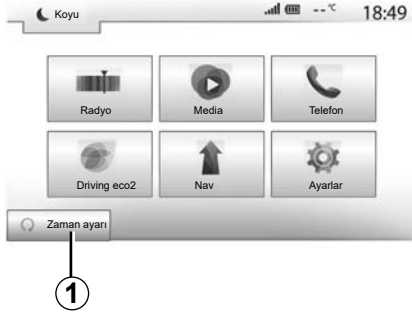 Koyu
--°C
18:49
Radyo
Media
Telefon
Driving eco2
Nav
Ayarlar
Zaman ayarı
1